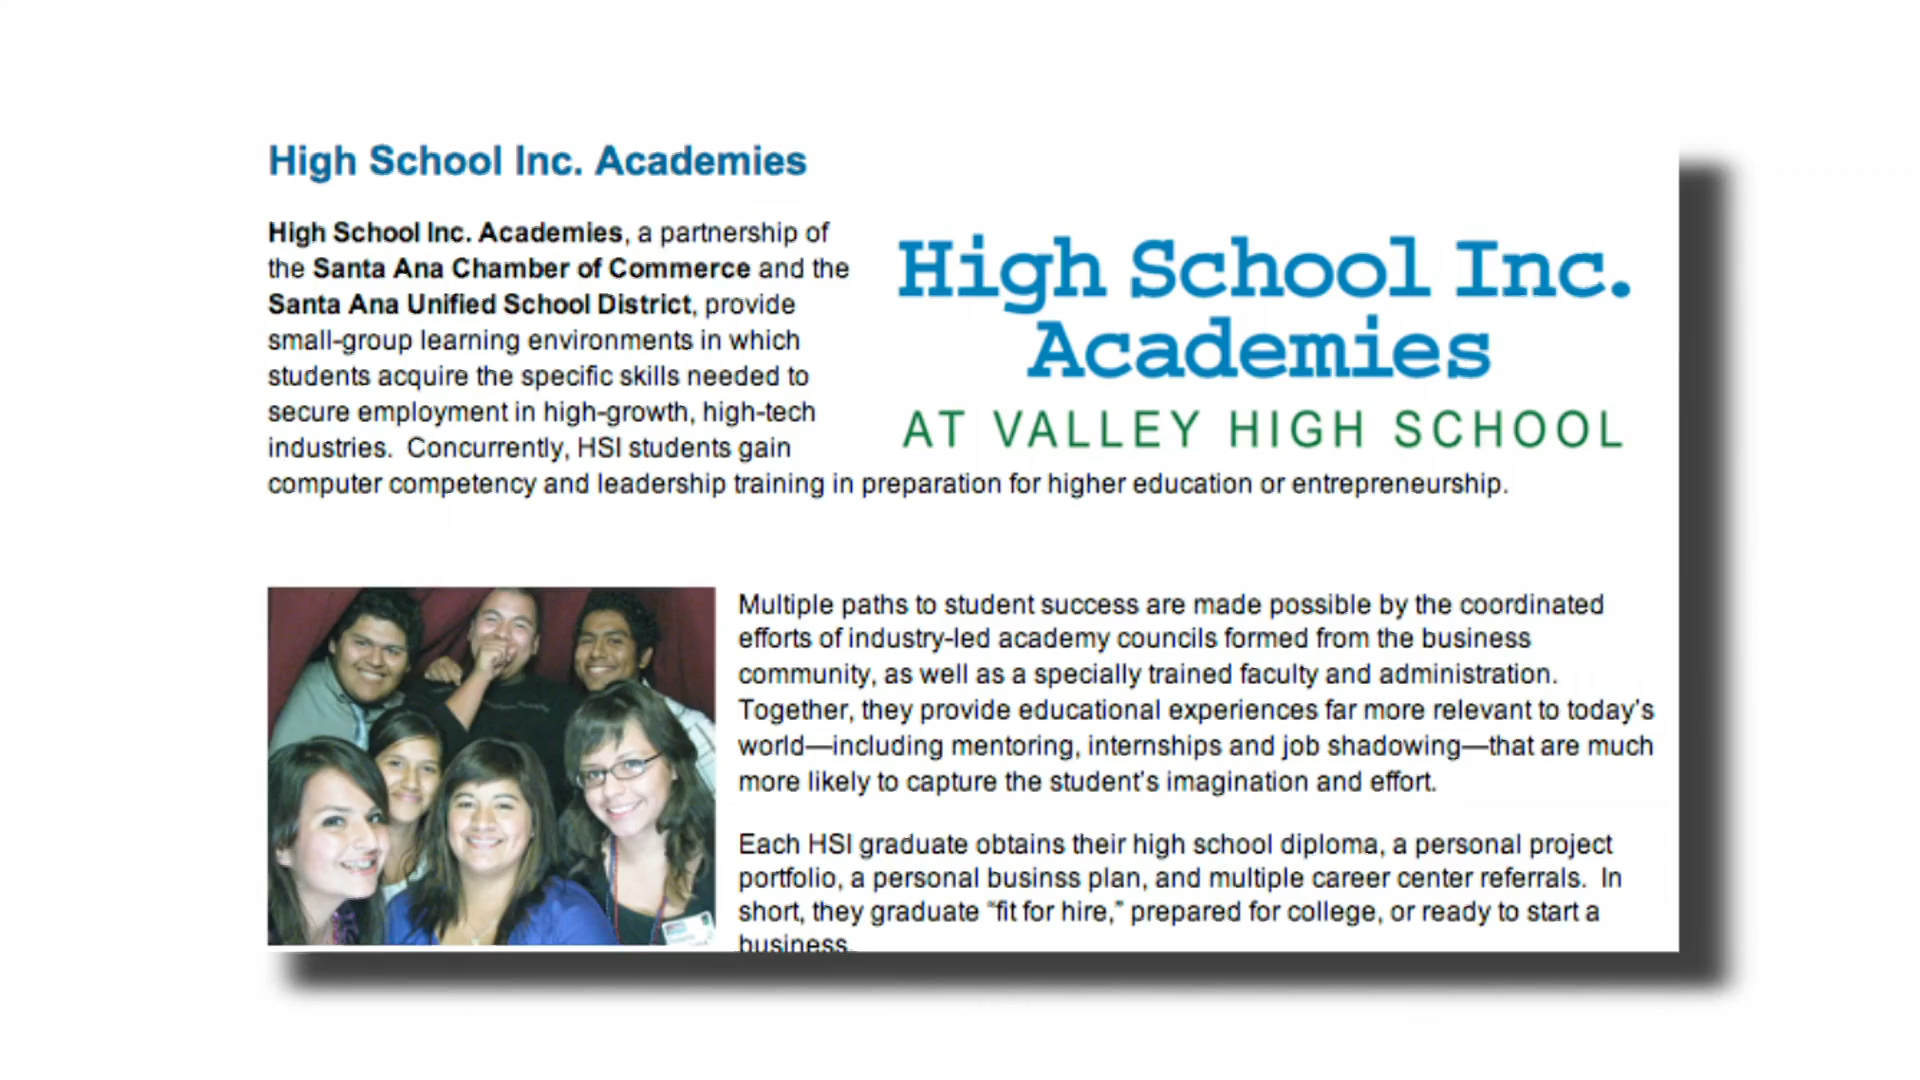 High School Inc. Academies
High School Inc. Academies, a partnership of
the Santa Ana Chamber of Commerce and the
Santa Ana Unified School District, provide
small-group learning environments in which
students acquire the specific skills needed to
secure employment in high-growth, high-tech
industries.  Concurrently, HSI students gain
computer competency and leadership training in preparation for higher education or entrepreneurship.
High School Inc.
Academies
AT VALLEY HIGH SCHOOL
Multiple paths to student success are made possible by the coordinated
efforts of industry-led academy councils formed from the business
community, as well as a specially trained faculty and administration.
Together, they provide educational experiences far more relevant to today's
world—including mentoring, internships and job shadowing—that are much
more likely to capture the student's imagination and effort.
Each HSI graduate obtains their high school diploma, a personal project
portfolio, a personal businss plan, and multiple career center referrals.  In
short, they graduate "fit for hire," prepared for college, or ready to start a
business.